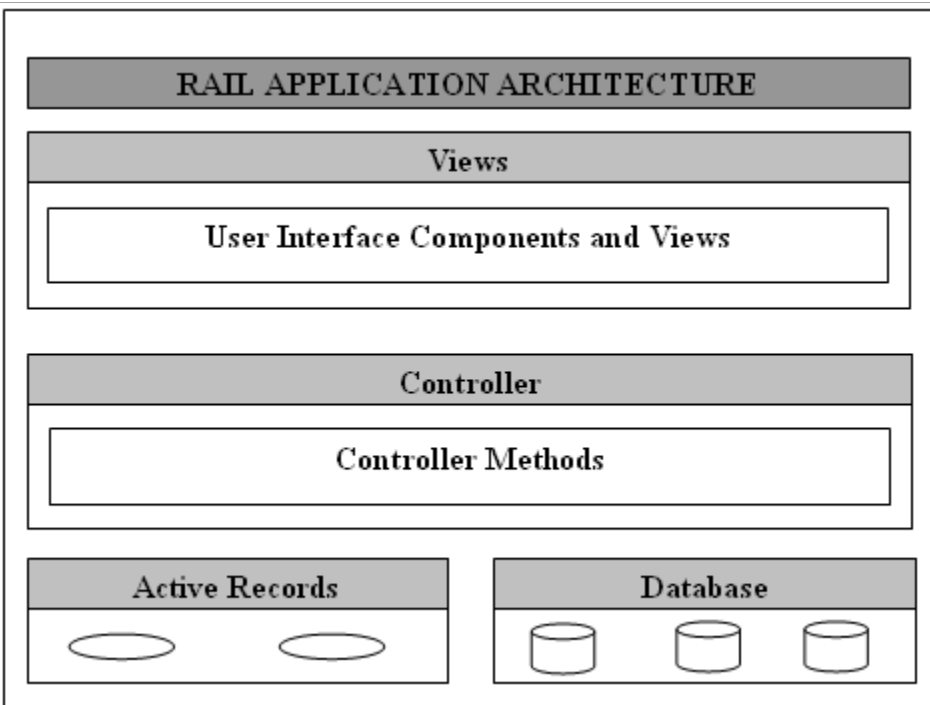 RAIL APPLICATION ARCHITECTURE
Views
User Interface Components and Views
Controller
Controller Methods
Active Records
Database